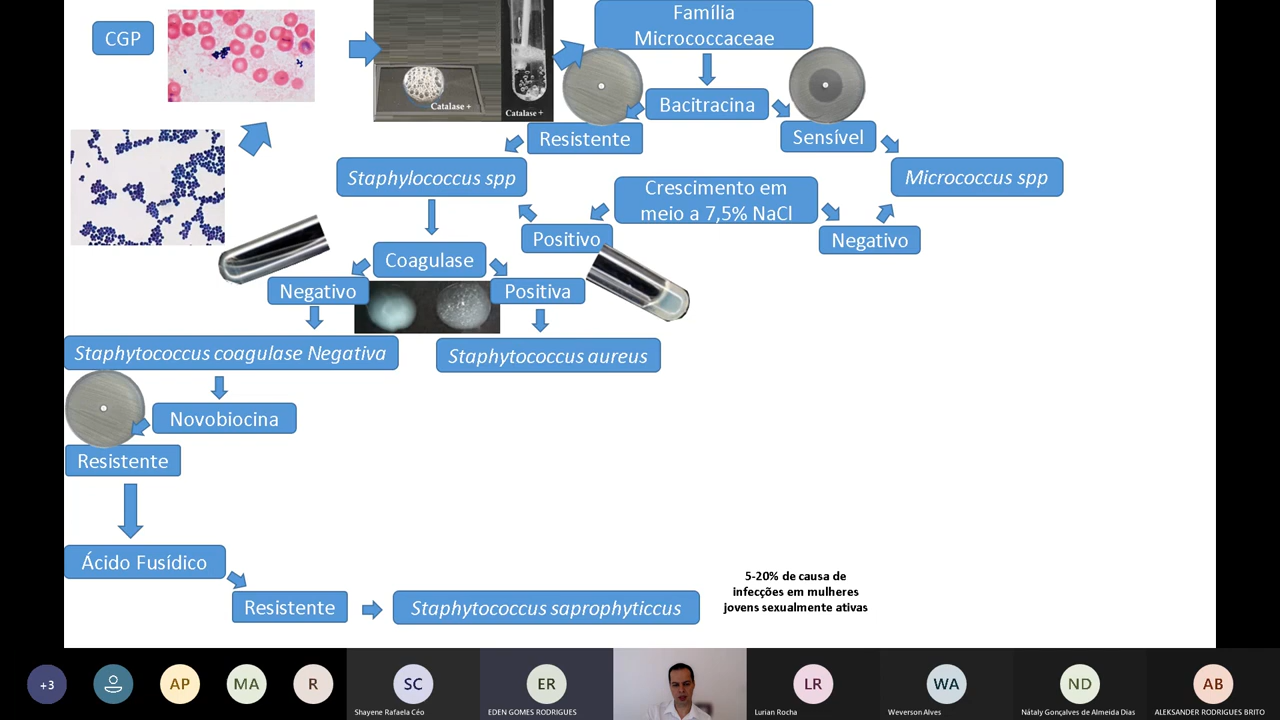 CGP
Catalase +
Catalase +
Família
Micrococcaceae
Bacitracina
Resistente
Sensível
Staphylococcus spp
Crescimento em
meio a 7,5% NaCl
Micrococcus spp
Positivo
Negativo
Coagulase
Negativo
Positiva
Staphytococcus coagulase Negativa
Staphytococcus aureus
Novobiocina
Resistente
Ácido Fusídico
Resistente
Staphytococcus saprophyticcus
5-20% de causa de
infecções em mulheres
jovens sexualmente ativas
+3
AP
MA
R
SC
Shayene Rafaela Céo
ER
EDEN GOMES RODRIGUES
LR
Lurian Rocha
WA
Weverson Alves
ND
Nátaly Gonçalves de Almeida Dias
AB
ALEKSANDER RODRIGUES BRITO